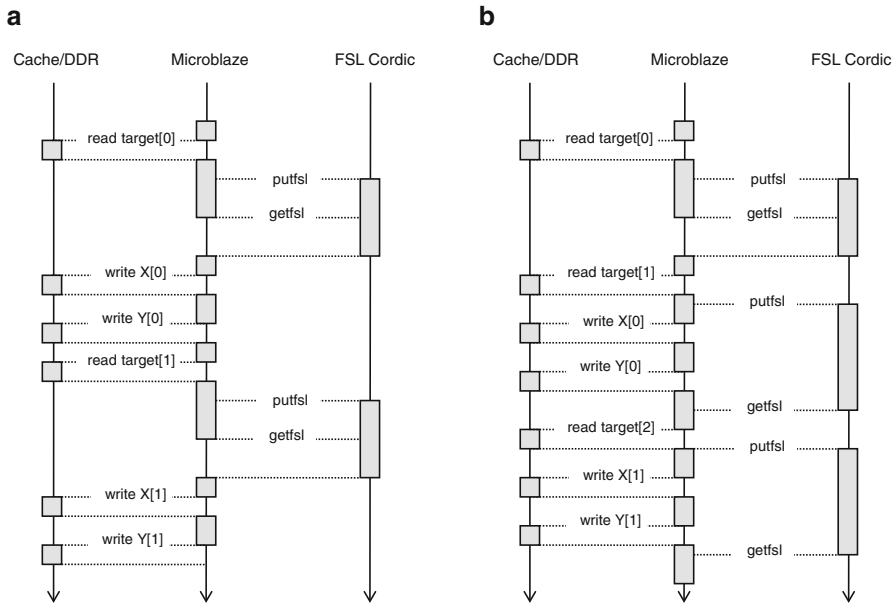 a
Cache/DDR Microblaze FSL Cordic
read target[0]
putfsl
getfsl
write X[0]
write Y[0]
read target[1]
putfsl
getfsl
write X[1]
write Y[1]
b
Cache/DDR Microblaze FSL Cordic
read target[0]
putfsl
getfsl
read target[1]
putfsl
write X[0]
write Y[0]
getfsl
read target[2]
putfsl
write X[1]
write Y[1]
getfsl